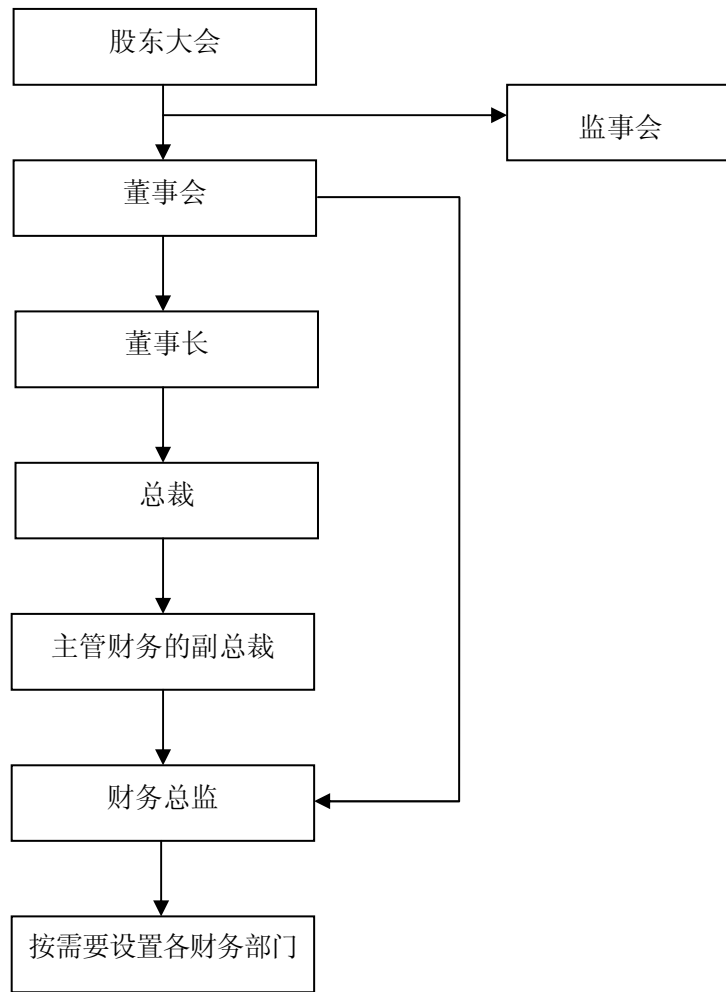 股东大会
监事会
董事会
董事长
总裁
主管财务的副总裁
财务总监
按需要设置各财务部门